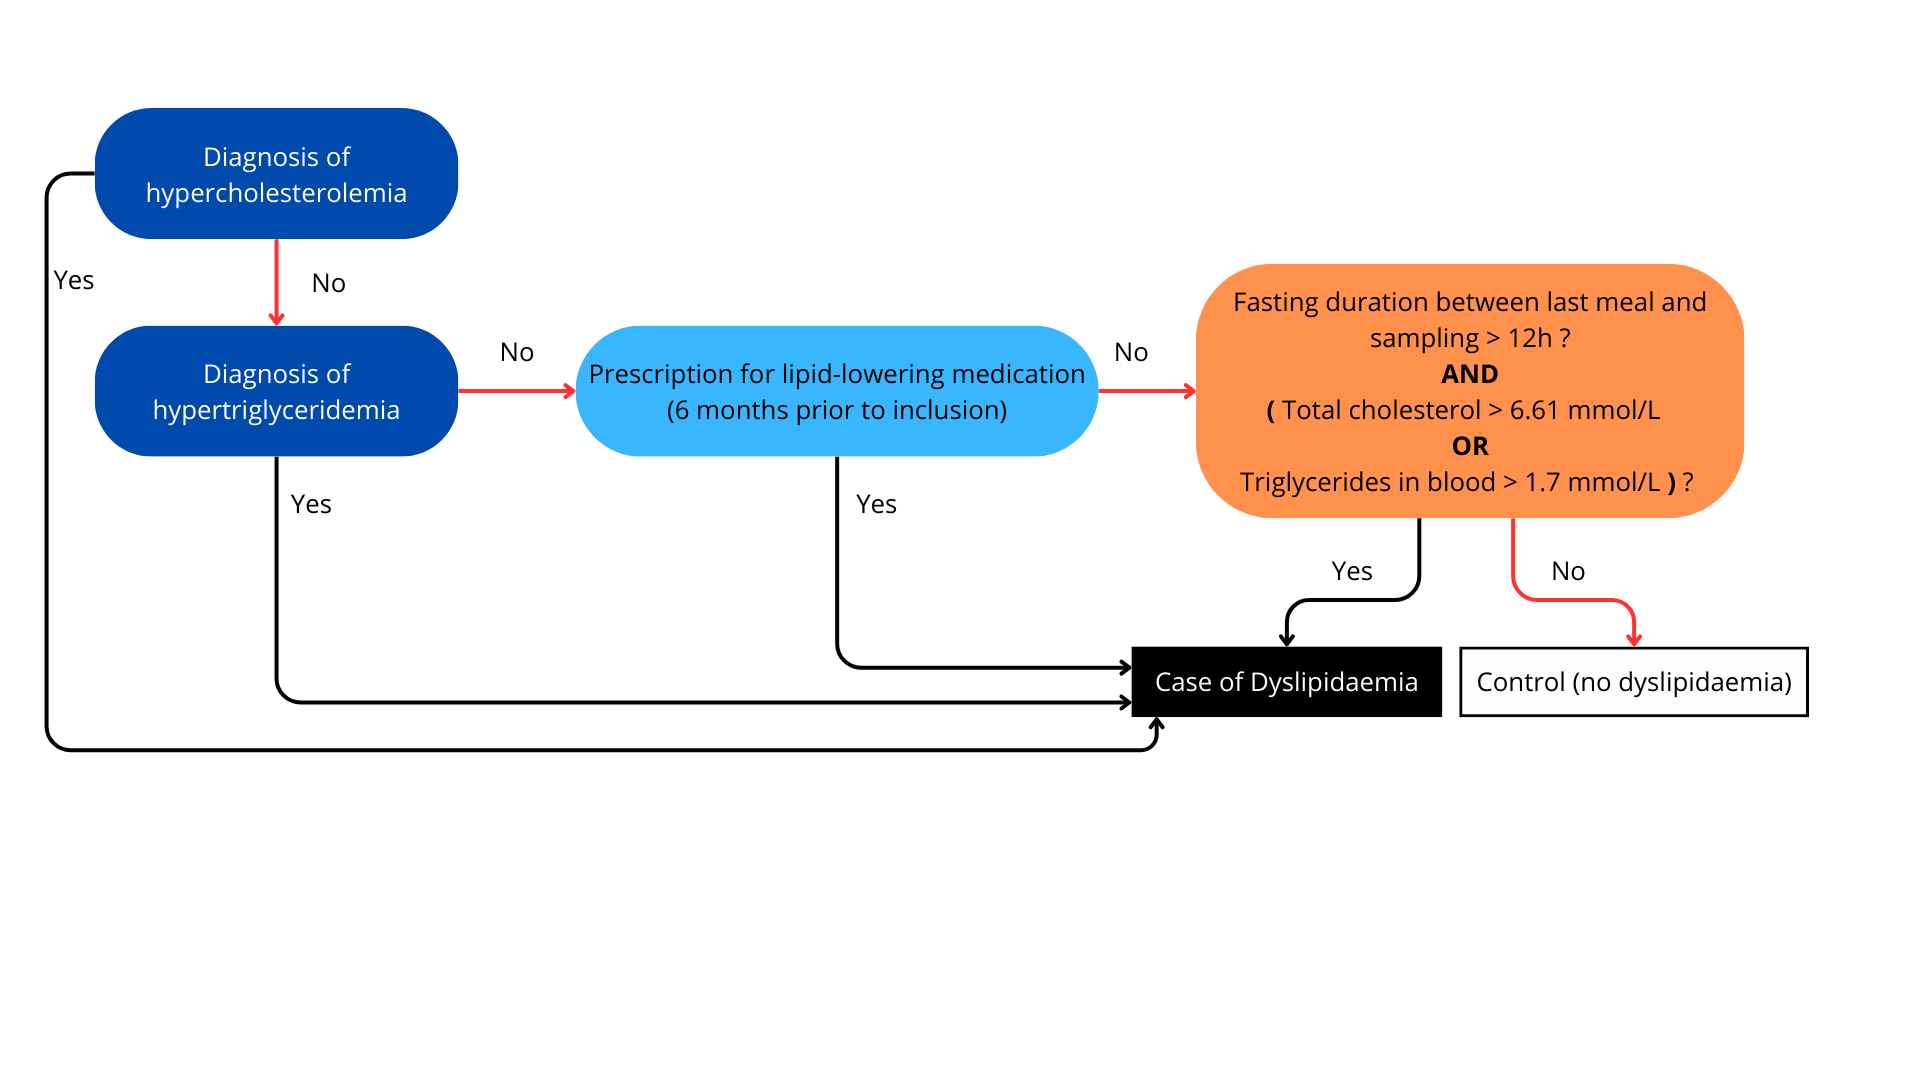 Diagnosis of
hypercholesterolemia
Yes
No
Diagnosis of
hypertriglyceridemia
No
Prescription for lipid-lowering medication
(6 months prior to inclusion)
No
Fasting duration between last meal and
sampling > 12h ?
AND
( Total cholesterol > 6.61 mmol/L
OR
Triglycerides in blood > 1.7 mmol/L ) ?
Yes
Yes
Yes
No
Case of Dyslipidaemia
Control (no dyslipidaemia)